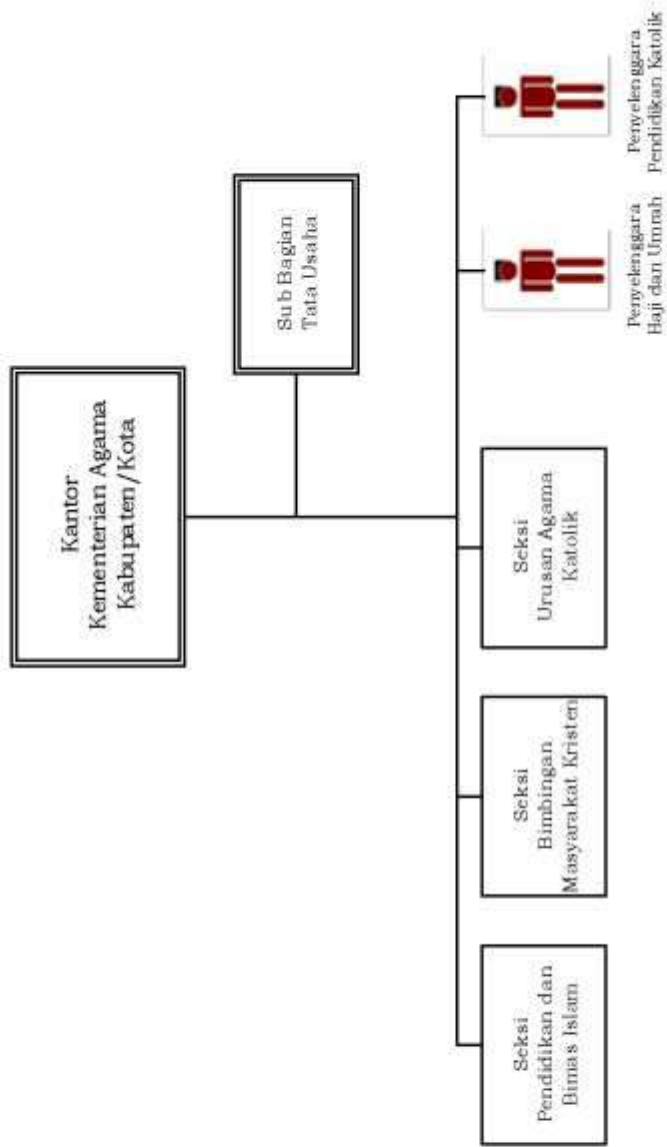 Kantor
Kementerian Agama
Kabupaten/Kota
Sub Bagian
Tata Usaha
Seksi
Pendidikan dan
Bimas Islam
Seksi
Bimbingan
Masyarakat Kristen
Seksi
Urusan Agama
Katolik
Penyelenggara
Haji dan Umrah
Penyelenggara
Pendidikan Katolik